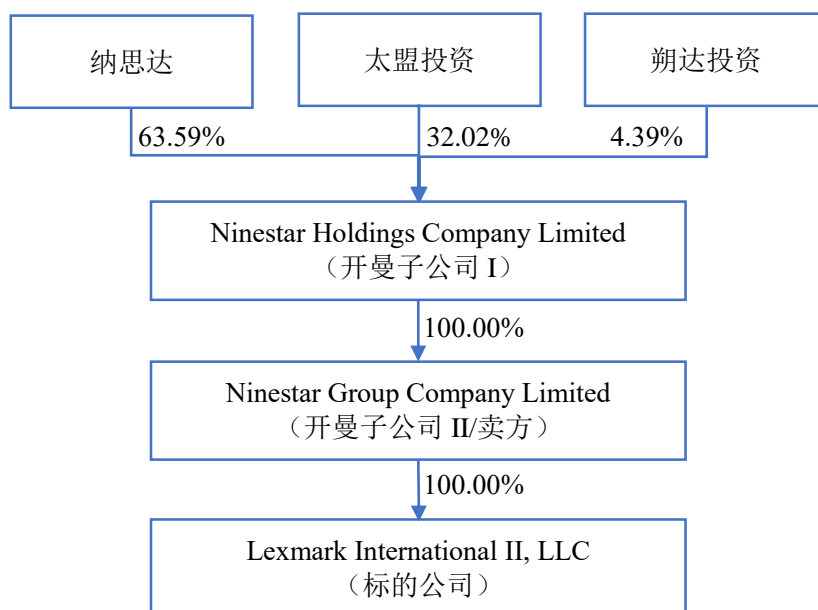 纳思达
太盟投资
朔达投资
63.59%
32.02%
4.39%
Ninestar Holdings Company Limited
（开曼子公司 I）
100.00%
Ninestar Group Company Limited
（开曼子公司 II/卖方）
100.00%
Lexmark International II, LLC
（标的公司）